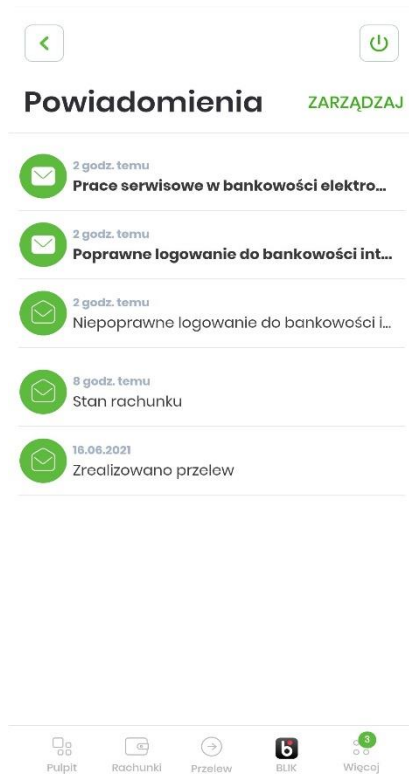 Powiadomienia ZARZĄDZAJ
2 godz. temu
Prace serwisowe w bankowości elektro...
2 godz. temu
Poprawne logowanie do bankowości int...
2 godz. temu
Niepoprawne logowanie do bankowości i...
8 godz. temu
Stan rachunku
16.06.2021
Zrealizowano przelew
3
Pulpit Rachunki Przelew BLIK Więcej